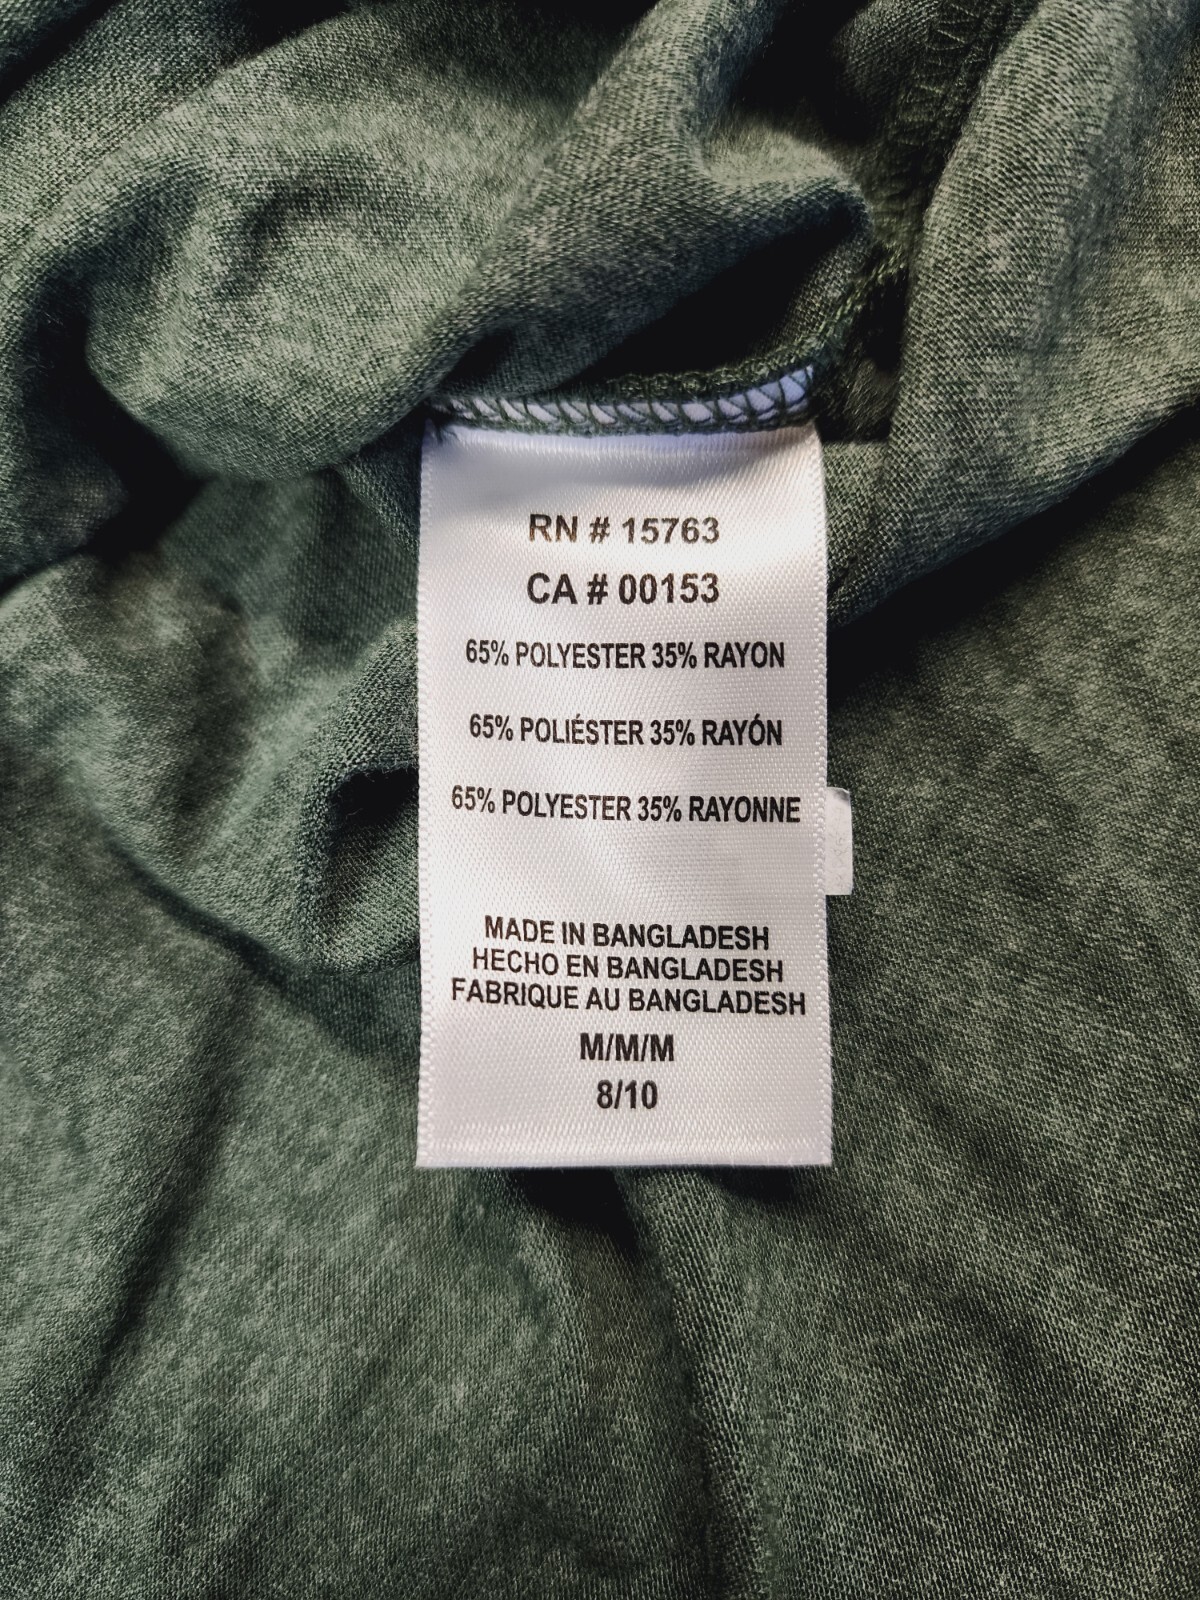 RN # 15763
CA # 00153
65% POLYESTER 35% RAYON
65% POLIÉSTER 35% RAYÓN
65% POLYESTER 35% RAYONNE
MADE IN BANGLADESH
HECHO EN BANGLADESH
FABRIQUE AU BANGLADESH
M/M/M
8/10